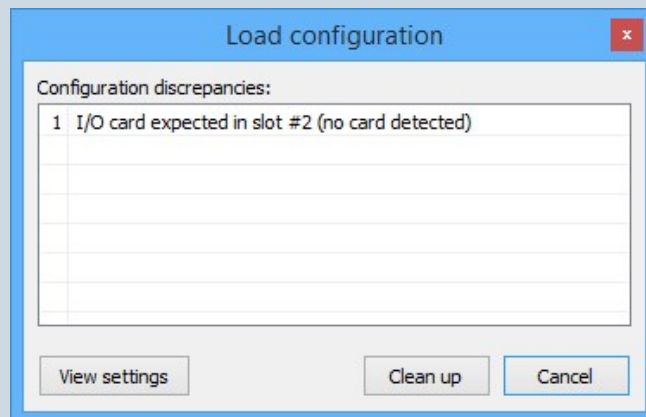 Load configuration
x
Configuration discrepancies:
1 I/O card expected in slot #2 (no card detected)
View settings Clean up Cancel